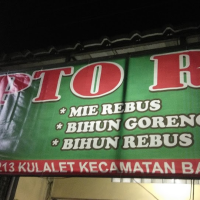 PTO R
* MIE REBUS
* BIHUN GORENG
* BIHUN REBUS
213 KULALET KECAMATAN BA